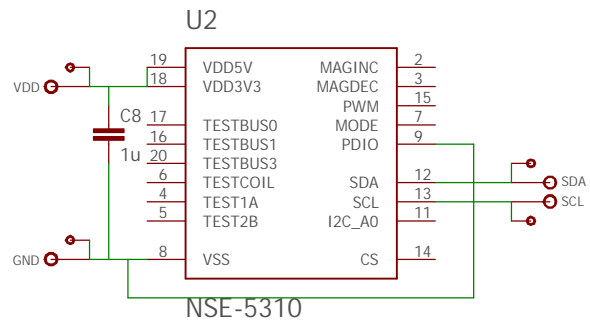 U2
19 VDD5V MAGINC 2
VDD 18 VDD3V3 MAGDEC 3
PWM 15
C8 17 TESTBUS0 MODE 7
1u 16 TESTBUS1 PDIO 9
20 TESTBUS3
6 TESTCOIL SDA 12 SDA
4 TEST1A SCL 13 SCL
5 TEST2B I2C_A0 11
GND 8 VSS CS 14
NSE-5310